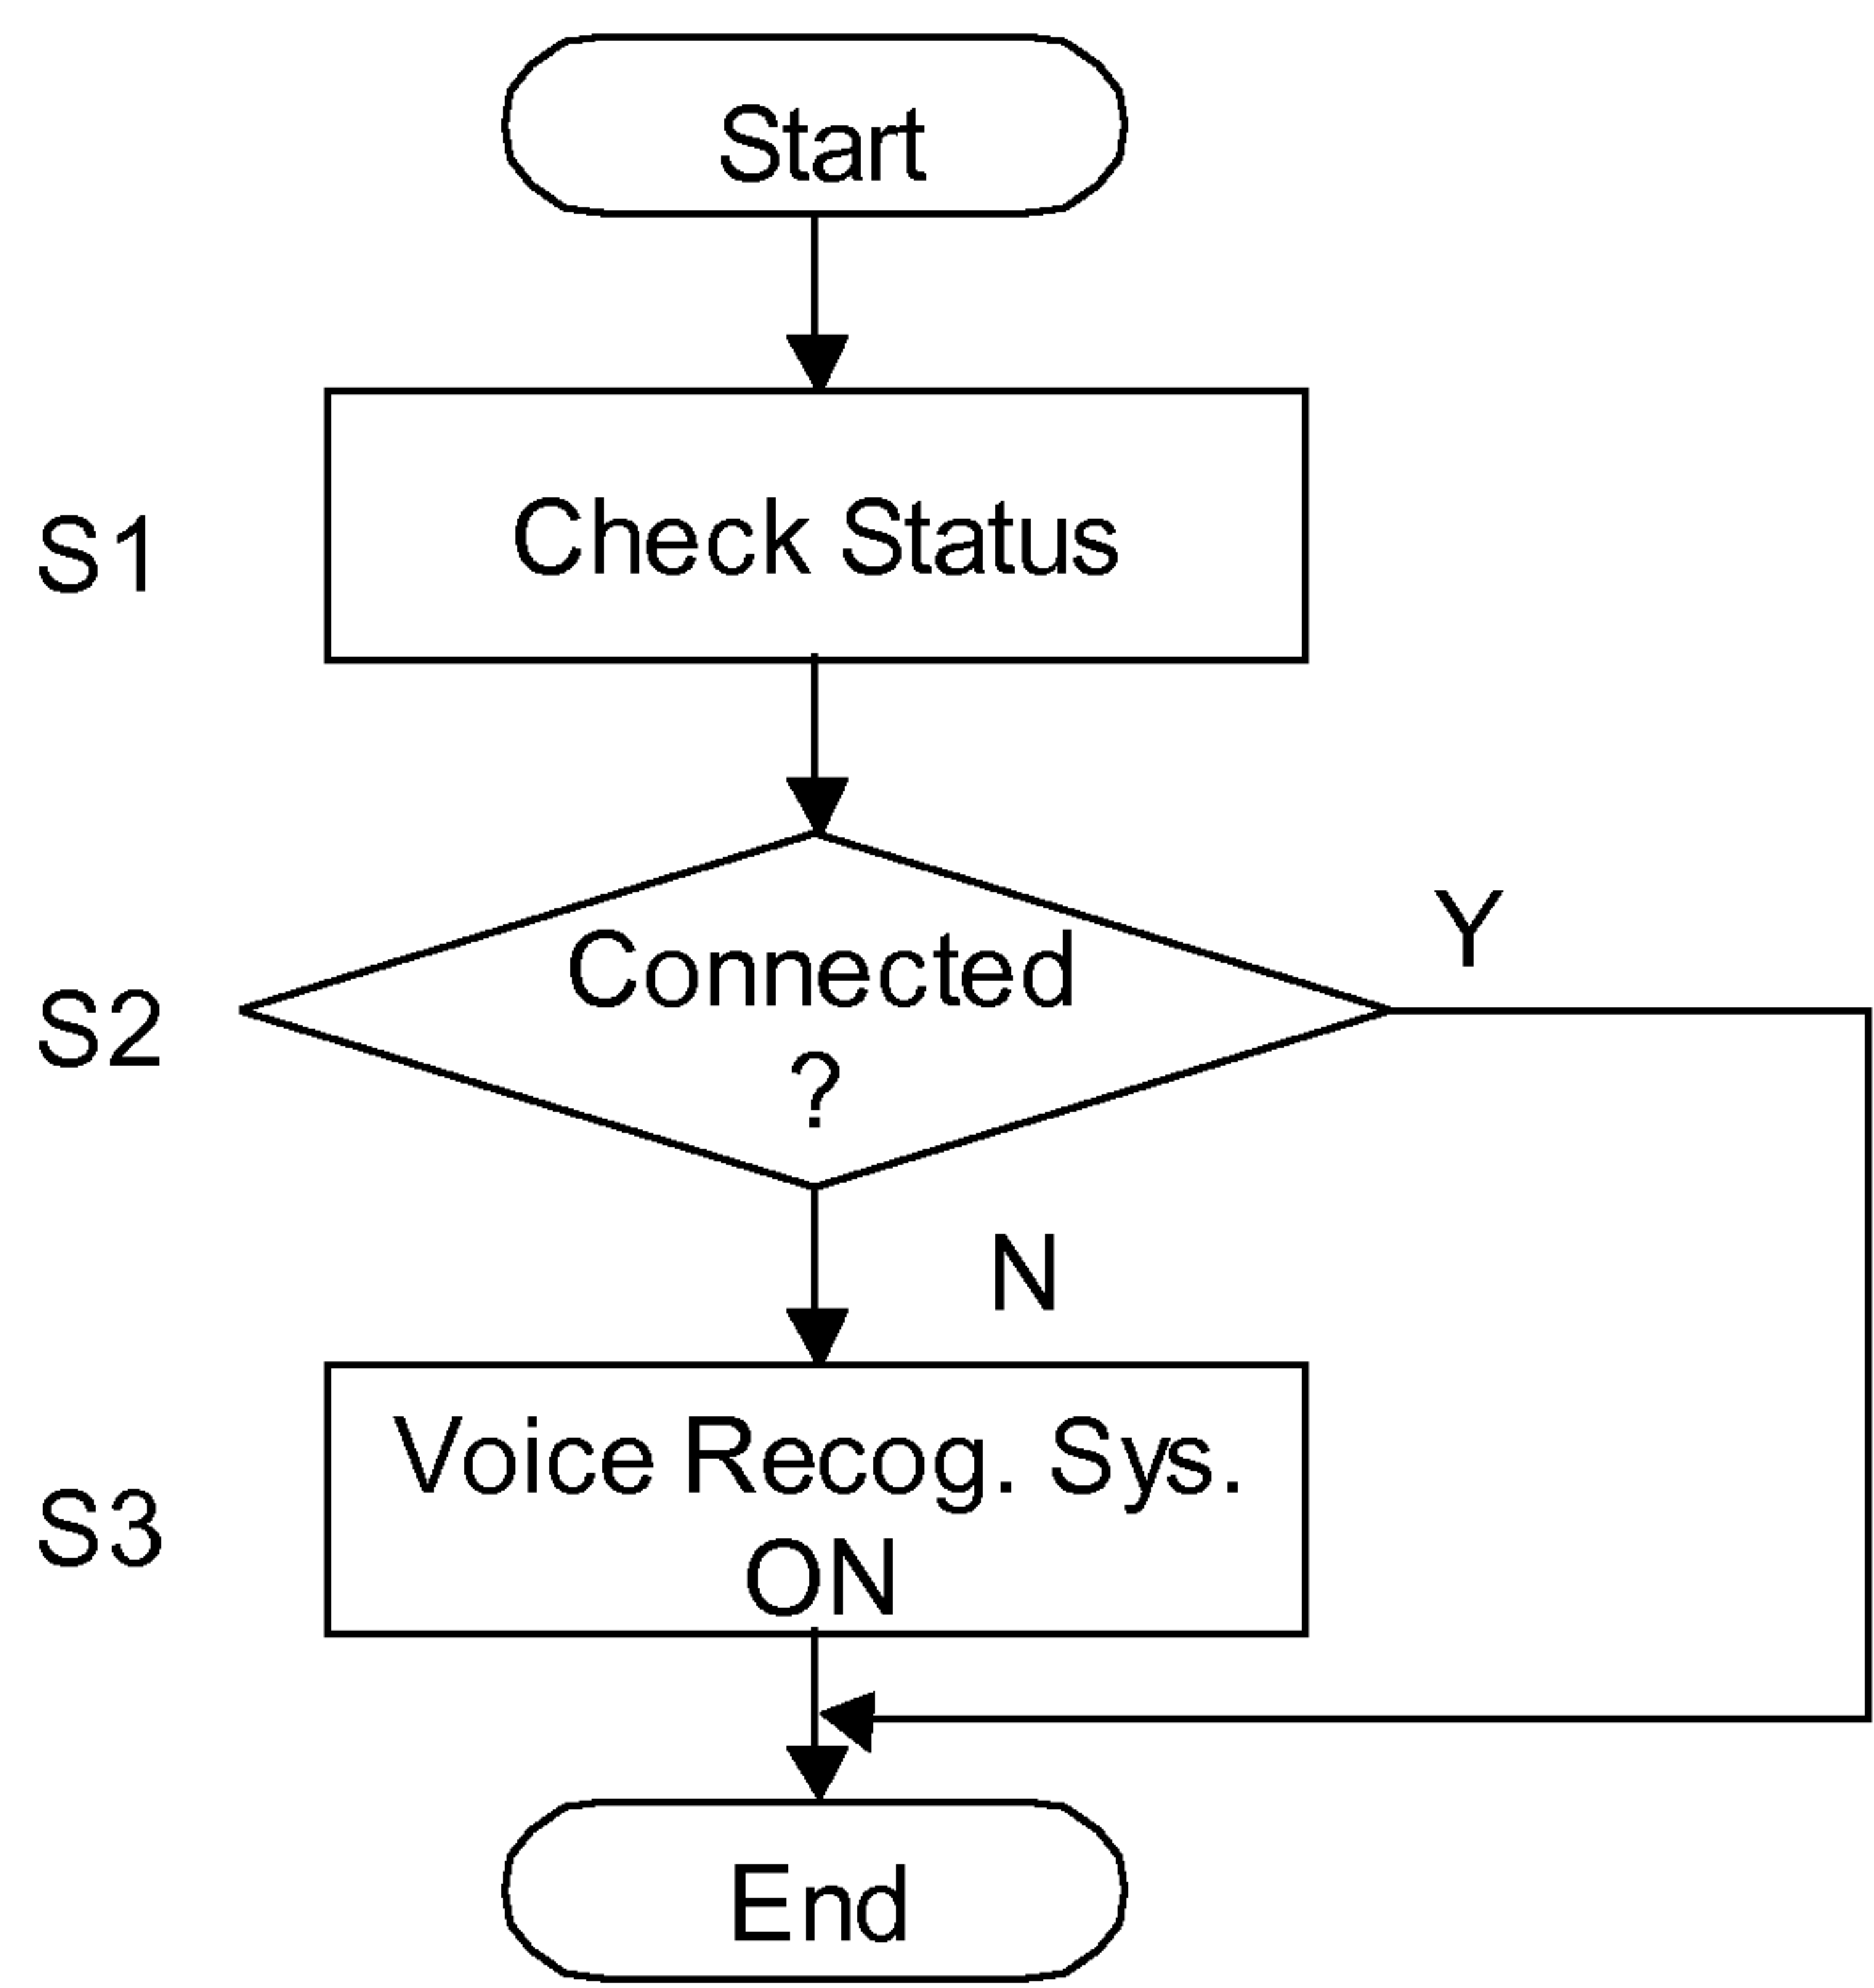 Start
S1
Check Status
S2
Connected
?
Y
N
S3
Voice Recog. Sys.
ON
End